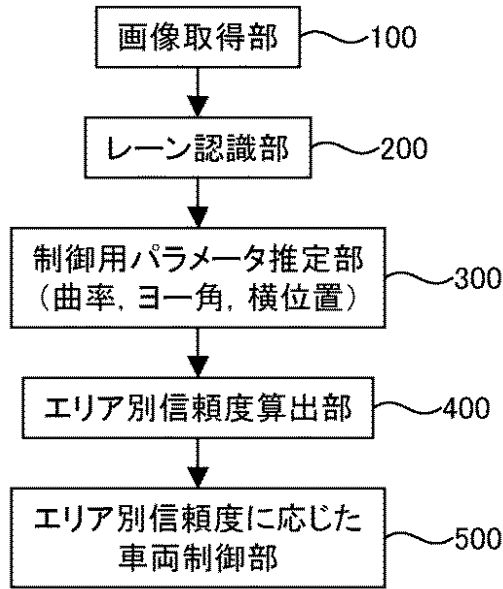 画像取得部
100
レーン認識部
200
制御用パラメータ推定部
(曲率, ヨー角, 横位置)
300
エリア別信頼度算出部
400
エリア別信頼度に応じた
車両制御部
500